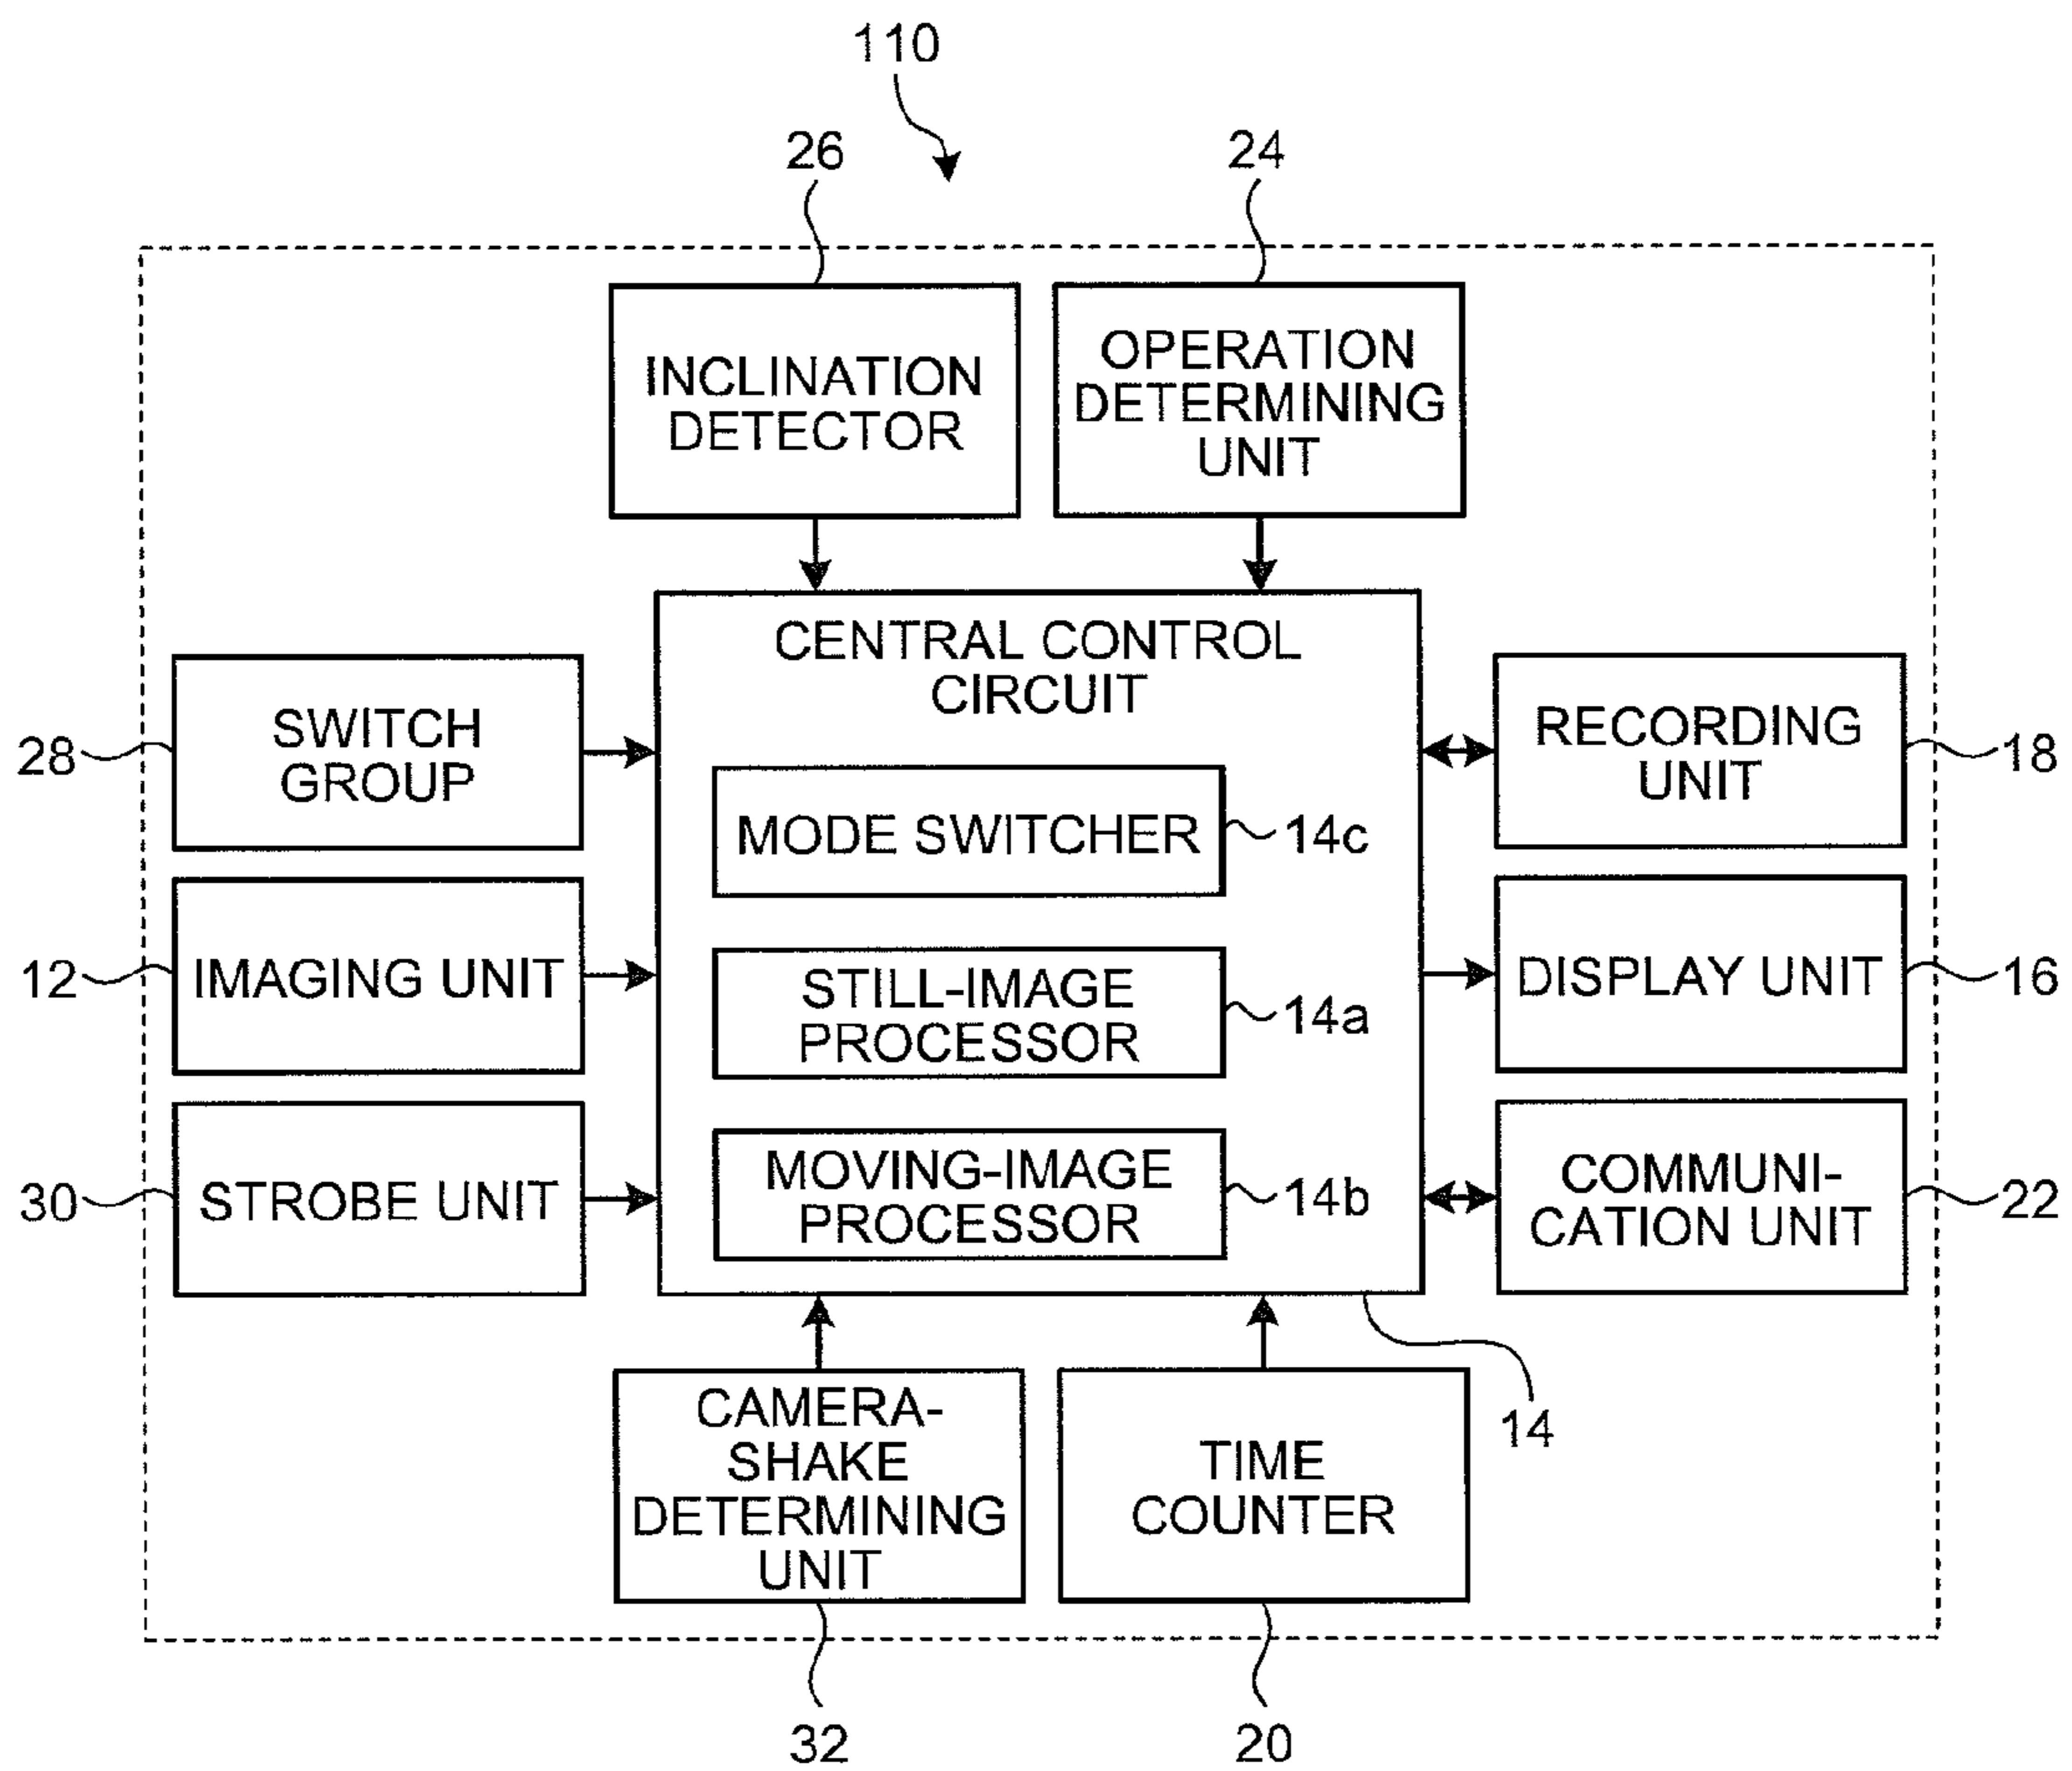 110
26
24
INCLINATION
DETECTOR
OPERATION
DETERMINING
UNIT
CENTRAL CONTROL
CIRCUIT
28
SWITCH
GROUP
MODE SWITCHER
14c
RECORDING
UNIT
18
12
IMAGING UNIT
STILL-IMAGE
PROCESSOR
14a
DISPLAY UNIT
16
30
STROBE UNIT
MOVING-IMAGE
PROCESSOR
14b
COMMUNI-
CATION UNIT
22
CAMERA-
SHAKE
DETERMINING
UNIT
TIME
COUNTER
14
32
20